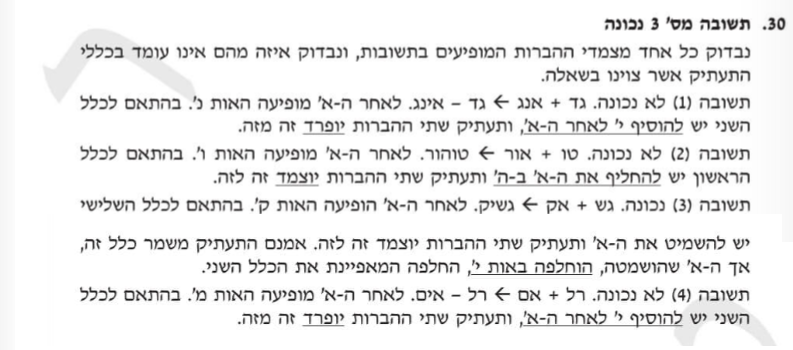 30. תשובה מס' 3 נכונה
נבדוק כל אחד מצמדי ההברות המופיעים בתשובות, ונבדוק איזה מהם אינו עומד בכללי
התעתיק אשר צוינו בשאלה.
תשובה (1) לא נכונה. גד + אנג ← גד – אינג. לאחר ה-א' מופיעה האות נ'. בהתאם לכלל
השני יש להוסיף י' לאחר ה-א', ותעתיק שתי ההברות יופרד זה מזה.
תשובה (2) לא נכונה. טו + אור ← טוהור. לאחר ה-א' מופיעה האות ו'. בהתאם לכלל
הראשון יש להחליף את ה-א' ב-ה' ותעתיק שתי ההברות יוצמד זה לזה.
תשובה (3) נכונה. גש + אק ← גשיק. לאחר ה-א' הופיעה האות ק'. בהתאם לכלל השלישי
יש להשמיט את ה-א' ותעתיק שתי ההברות יוצמד זה לזה. אמנם התעתיק משמר כלל זה,
אך ה-א' שהושמטה, הוחלפה באות י', החלפה המאפיינת את הכלל השני.
תשובה (4) לא נכונה. רל + אם ← רל – אים. לאחר ה-א' מופיעה האות מ'. בהתאם לכלל
השני יש להוסיף י' לאחר ה-א', ותעתיק שתי ההברות יופרד זה מזה.